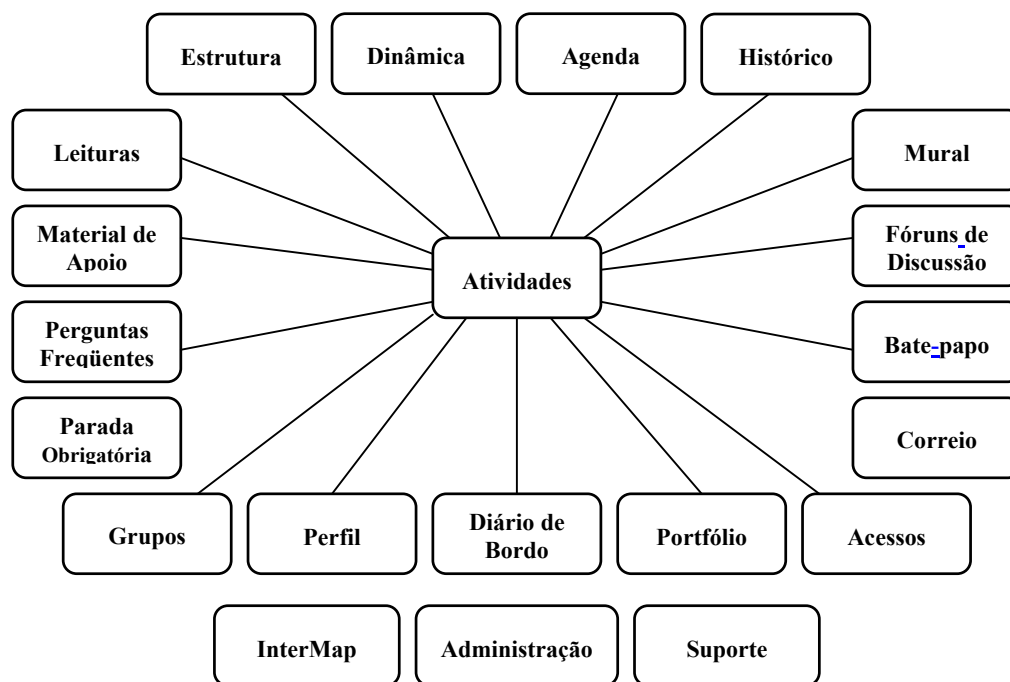 Estrutura
Dinâmica
Agenda
Histórico
Leituras
Mural
Material de
Apoio
Fóruns de
Discussão
Atividades
Perguntas
Freqüentes
Bate-papo
Parada
Obrigatória
Correio
Grupos
Perfil
Diário de
Bordo
Portfólio
Acessos
InterMap
Administração
Suporte